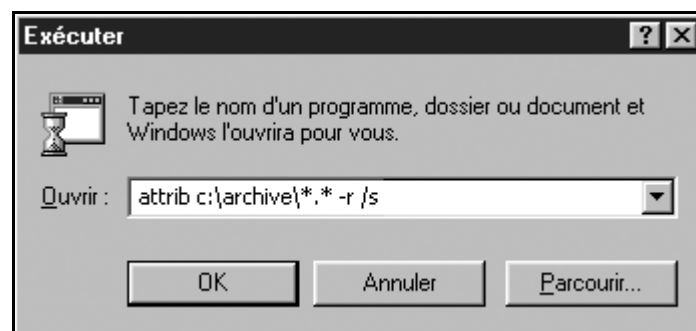 Exécuter
Tapez le nom d'un programme, dossier ou document et
Windows l'ouvrira pour vous.
Ouvrir : attrib c:\archive\*.* -r /s
OK Annuler Parcourir...